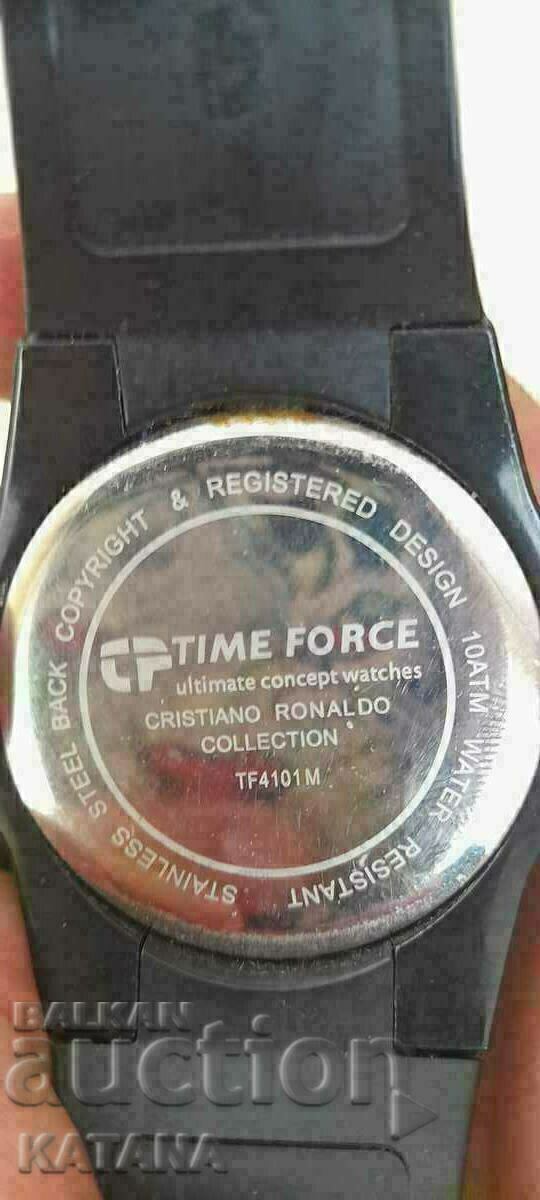 STAINLESS STEEL BACK COPYRIGHT & REGISTERED DESIGN 10ATM WATER RESISTANT
TF TIME FORCE
ultimate concept watches
CRISTIANO RONALDO
COLLECTION
TF4101M
BALKAN
auction
KATANA